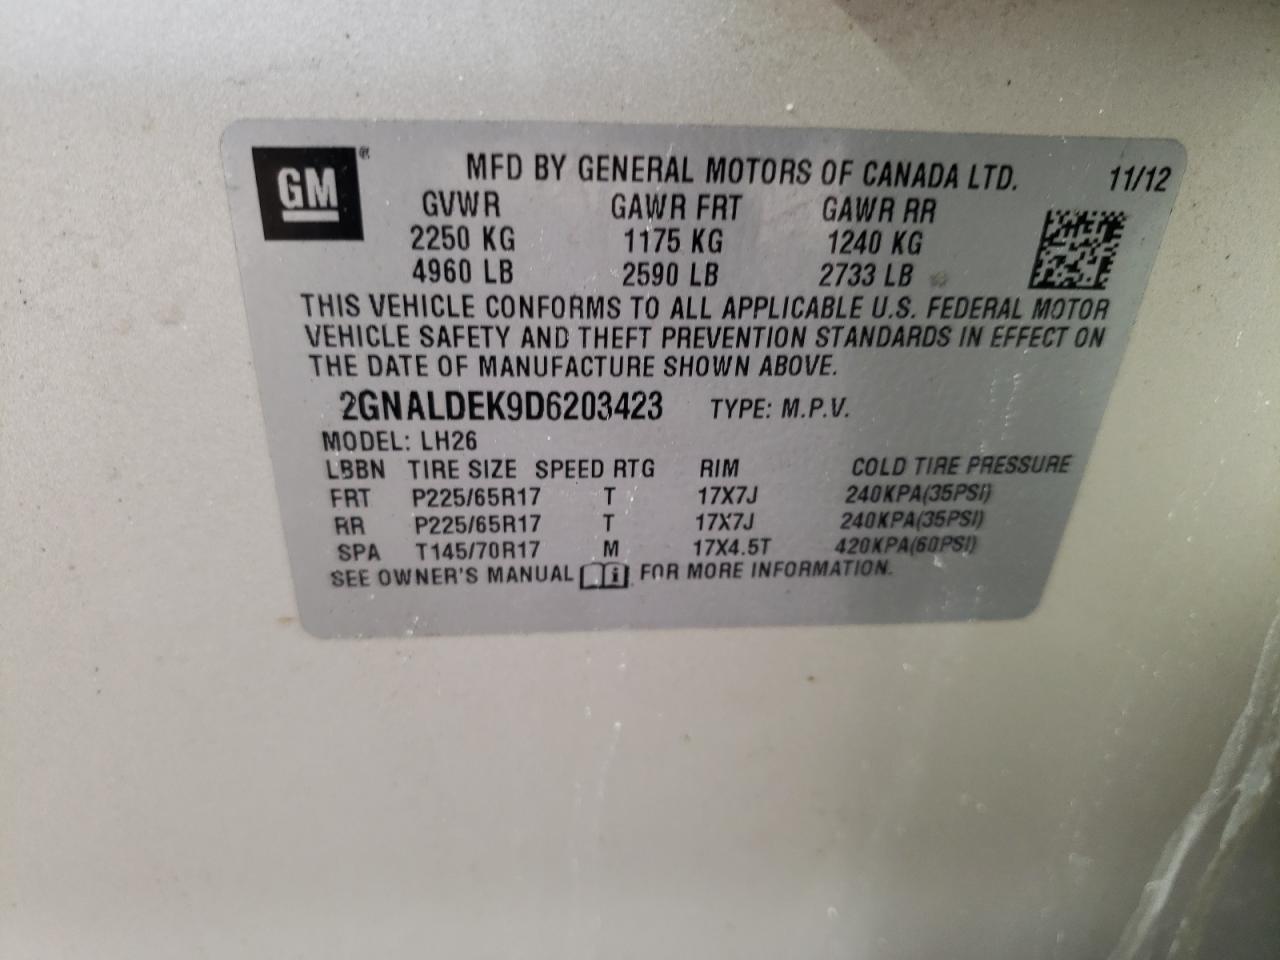 GM®
MFD BY GENERAL MOTORS OF CANADA LTD. 11/12
GVWR GAWR FRT GAWR RR
2250 KG 1175 KG 1240 KG
4960 LB 2590 LB 2733 LB
THIS VEHICLE CONFORMS TO ALL APPLICABLE U.S. FEDERAL MOTOR
VEHICLE SAFETY AND THEFT PREVENTION STANDARDS IN EFFECT ON
THE DATE OF MANUFACTURE SHOWN ABOVE.
2GNALDEK9D6203423 TYPE: M.P.V.
MODEL: LH26
LBBN TIRE SIZE SPEED RTG RIM COLD TIRE PRESSURE
FRT P225/65R17 T 17X7J 240KPA(35PSI)
RR P225/65R17 T 17X7J 240KPA(35PSI)
SPA T145/70R17 M 17X4.5T 420KPA(60PSI)
SEE OWNER'S MANUAL i FOR MORE INFORMATION.